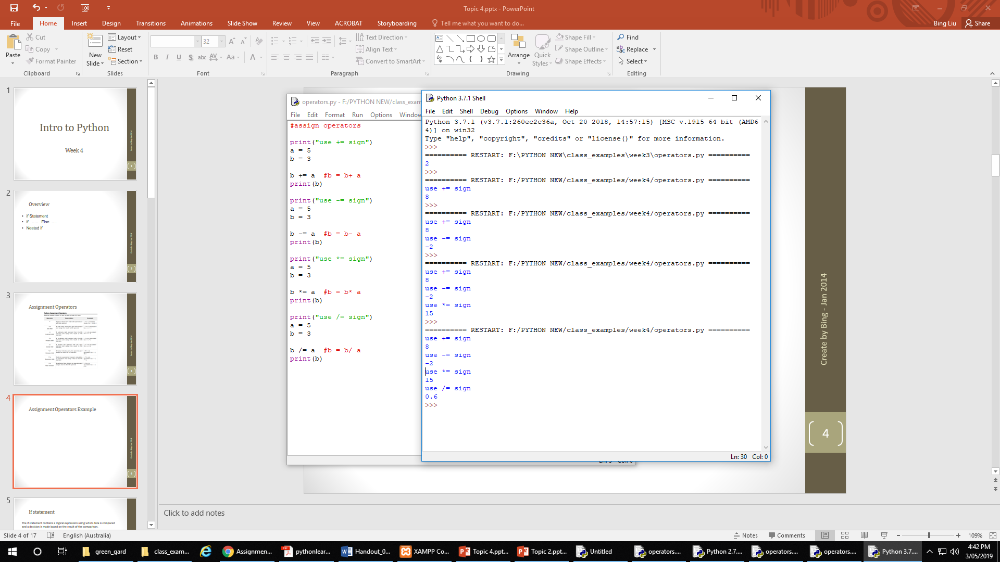 Topic 4.pptx - PowerPoint
File Home Insert Design Transitions Animations Slide Show Review View ACROBAT Storyboarding Tell me what you want to do... Bing Liu Share
Paste
Cut
Copy
Format Painter
Clipboard
New Slide
Layout
Reset
Section
Slides
32
B I U S abc AV Aa A
Font
Text Direction
Align Text
Convert to SmartArt
Paragraph
Arrange
Quick Styles
Shape Fill
Shape Outline
Shape Effects
Drawing
Find
Replace
Select
Editing
1
Intro to Python
Week 4
2
Overview
• if Statement
• if ..... Else ....
• Nested if
3
Assignment Operators
4
Assignment Operators Example
5
If statement
The if statement contains a logical expression using which data is compared
and a decision is made based on the result of the comparison.
operators.py - F:/PYTHON NEW/class_exam
File Edit Format Run Options Window
#assign operators
print("use += sign")
a = 5
b = 3
b += a  #b = b+ a
print(b)
print("use -= sign")
a = 5
b = 3
b -= a  #b = b- a
print(b)
print("use *= sign")
a = 5
b = 3
b *= a  #b = b* a
print(b)
print("use /= sign")
a = 5
b = 3
b /= a  #b = b/ a
print(b)
Python 3.7.1 Shell
File Edit Shell Debug Options Window Help
Python 3.7.1 (v3.7.1:260ec2c36a, Oct 20 2018, 14:57:15) [MSC v.1915 64 bit (AMD6
4)] on win32
Type "help", "copyright", "credits" or "license()" for more information.
>>>
========== RESTART: F:\PYTHON NEW\class_examples\week3\operators.py ==========
2
>>>
========== RESTART: F:/PYTHON NEW/class_examples/week4/operators.py ==========
use += sign
8
>>>
========== RESTART: F:/PYTHON NEW/class_examples/week4/operators.py ==========
use += sign
8
use -= sign
-2
>>>
========== RESTART: F:/PYTHON NEW/class_examples/week4/operators.py ==========
use += sign
8
use -= sign
-2
use *= sign
15
>>>
========== RESTART: F:/PYTHON NEW/class_examples/week4/operators.py ==========
use += sign
8
use -= sign
-2
use *= sign
15
use /= sign
0.6
>>>
Ln: 30 Col: 0
Create by Bing - Jan 2014
4
Click to add notes
Slide 4 of 17 English (Australia) Notes Comments 109%
green_gard class_exam... Assignmen... pythonlear... Handout_0... XAMPP Co... Topic 4.ppt... Topic 2.ppt... Untitled operators.... Python 2.7.... operators.... operators.... Python 3.7....
4:42 PM
3/05/2019